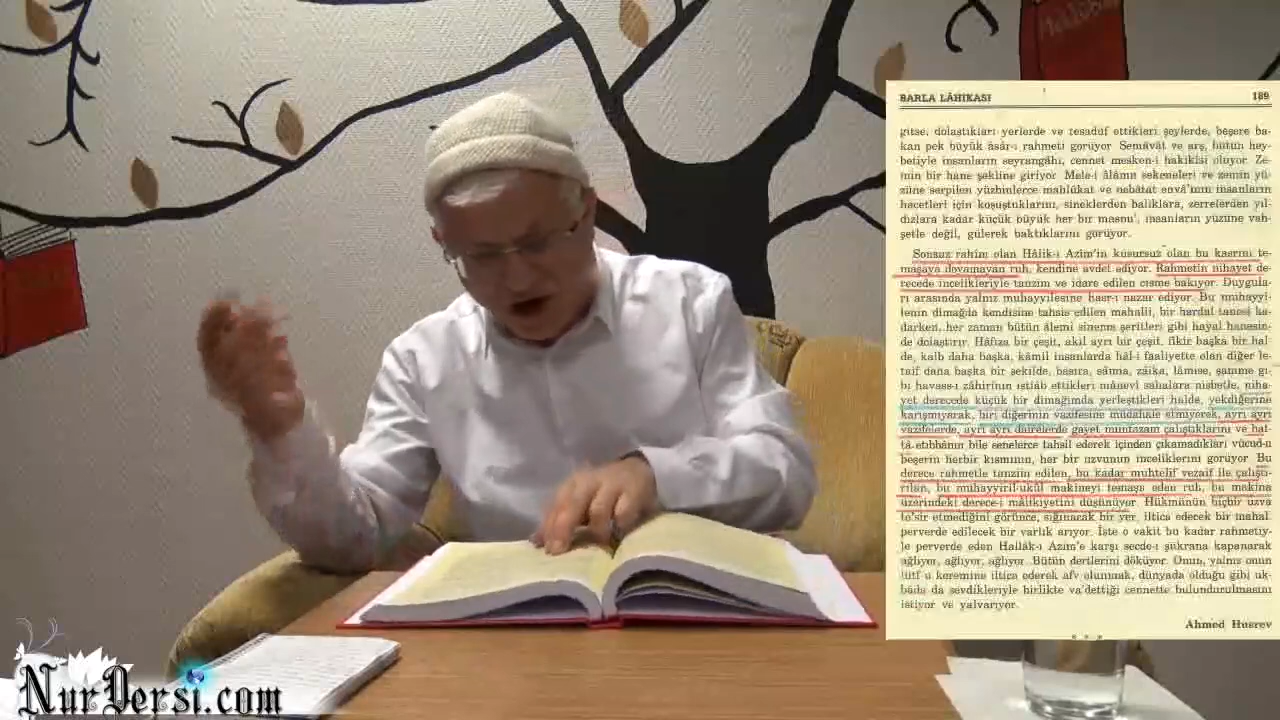 BARLA LÂHİKASI 189
gitse, dolaştıkları yerlerde ve tesadüf ettikleri şeylerde, beşere ba-
kan pek büyük âsâr-ı rahmeti görüyor. Semâvât ve arş, bütün hey-
betiyle insanların seyrangâhı, cennet mesken-i hakikîsi oluyor. Ze-
min bir hane şekline giriyor. Mele-i âlânın sekeneleri ve zemin yü-
züne serpilen yüzbinlerce mahlûkat ve nebâtat envâ'ının insanların
hacetleri için koşuştuklarını, sineklerden balıklara, zerrelerden yıl-
dızlara kadar küçük büyük her bir masnu', insanların yüzüne vah-
şetle değil, gülerek baktıklarını görüyor.
Sonsuz rahîm olan Hâlik-ı Azîm'in kusursuz olan bu kasrını te-
maşaya doyamayan ruh, kendine avdet ediyor. Rahmetin nihayet de-
recede incelikleriyle tanzim ve idare edilen cisme bakıyor. Duygula-
rı arasında yalnız muhayyilesine hasr-ı nazar ediyor. Bu muhayyi-
lenin dimağda kendisine tahsis edilen mahalli, bir hardal tanesi ka-
darken, her zaman bütün âlemi sinema şeritleri gibi hayal hanesin-
de dolaştırır. Hâfıza bir çeşit, akıl ayrı bir çeşit, fikir başka bir hal-
de, kalb daha başka, kâmil insanlarda hâl-i faaliyette olan diğer le-
taif dana başka bir şekilde, basıra, sâmia, zâika, lâmise, şamme gi-
bi havass-ı zâhirînin istiâb ettikleri mânevî sahalara nisbetle, niha-
yet derecede küçük bir dimağımda yerleştikleri halde, yekdiğerine
karışmıyarak, biri diğerinin vazifesine müdahale etmiyerek, ayrı ayrı
vazifelerde, ayrı ayrı dairelerde gayet muntazam çalıştıklarını ve hat-
tâ etıbbânın bile senelerce tahsil ederek içinden çıkamadıkları vücud-u
beşerin herbir kısmının, her bir uzvunun inceliklerini görüyor. Bu
derece rahmetle tanzim edilen, bu kadar muhtelif vezaif ile çalıştı-
rılan, bu muhayyirü'l-ukûl makineyi temaşa eden ruh, bu makina
üzerindeki derece-i mâlikiyetini düşünüyor. Hükmünün hiçbir uzva
te'sir etmediğini görünce, sığınacak bir yer, iltica edecek bir mahal
perverde edilecek bir varlık arıyor. İşte o vakit bu kadar rahmetiy-
le perverde eden Hallâk-ı Azîm'e karşı secde-i şükrana kapanarak
ağlıyor, ağlıyor, ağlıyor. Bütün dertlerini döküyor. Onun, yalnız onun
lütf u keremine iltica ederek afv olunmak, dünyada olduğu gibi uk-
bâda da sevdikleriyle birlikte va'dettiği cennette bulundurulmasını
istiyor ve yalvarıyor.
Ahmed Husrev
NurDersi.com